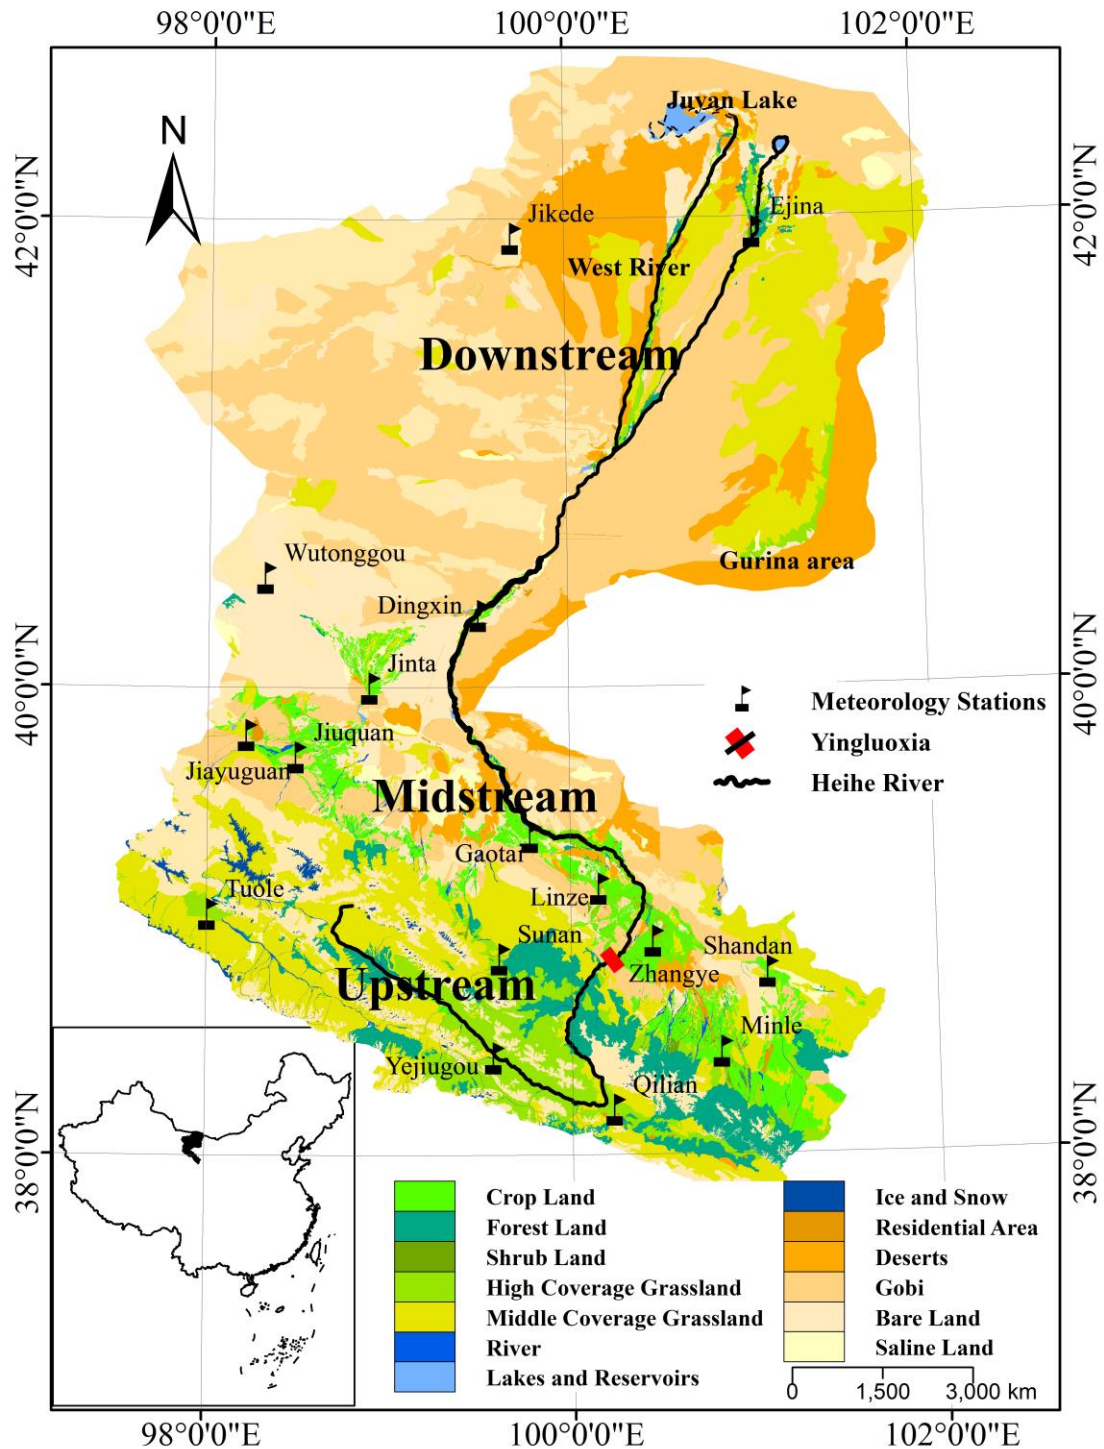 98°0'0"E
100°0'0"E
102°0'0"E
N
Juyan Lake
42°0'0"N
42°0'0"N
Jikede
Ejina
West River
Downstream
Wutonggou
Gurina area
Dingxin
Jinta
40°0'0"N
40°0'0"N
Meteorology Stations
Jiuquan
Yingluoxia
Jiayuguan
Heihe River
Midstream
Gaotai
Tuole
Linze
Sunan
Shandan
Zhangye
Upstream
Minle
Yejiugou
Qilian
38°0'0"N
38°0'0"N
Crop Land
Forest Land
Shrub Land
High Coverage Grassland
Middle Coverage Grassland
River
Lakes and Reservoirs
Ice and Snow
Residential Area
Deserts
Gobi
Bare Land
Saline Land
0 1,500 3,000 km
98°0'0"E
100°0'0"E
102°0'0"E